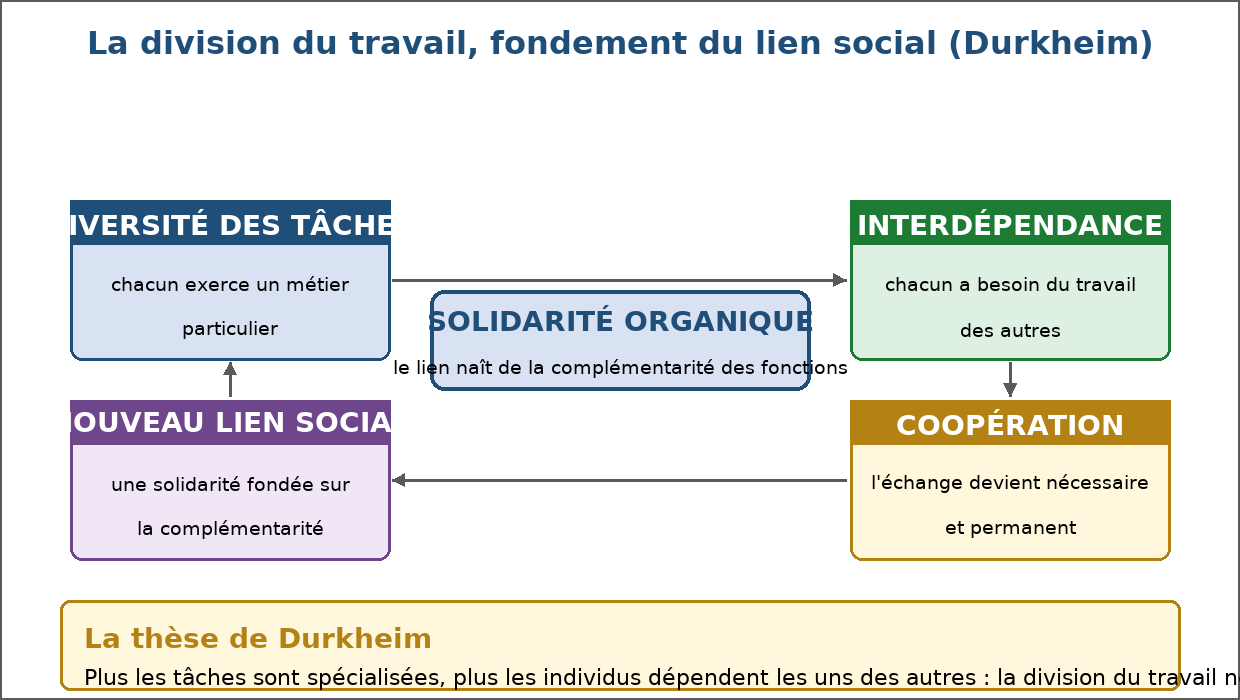 La division du travail, fondement du lien social (Durkheim)
IVERSITÉ DES TÂCHE
chacun exerce un métier
particulier
INTERDÉPENDANCE
chacun a besoin du travail
des autres
SOLIDARITÉ ORGANIQUE
le lien naît de la complémentarité des fonctions
OUVEAU LIEN SOCIA
une solidarité fondée sur
la complémentarité
COOPÉRATION
l'échange devient nécessaire
et permanent
La thèse de Durkheim
Plus les tâches sont spécialisées, plus les individus dépendent les uns des autres : la division du travail n